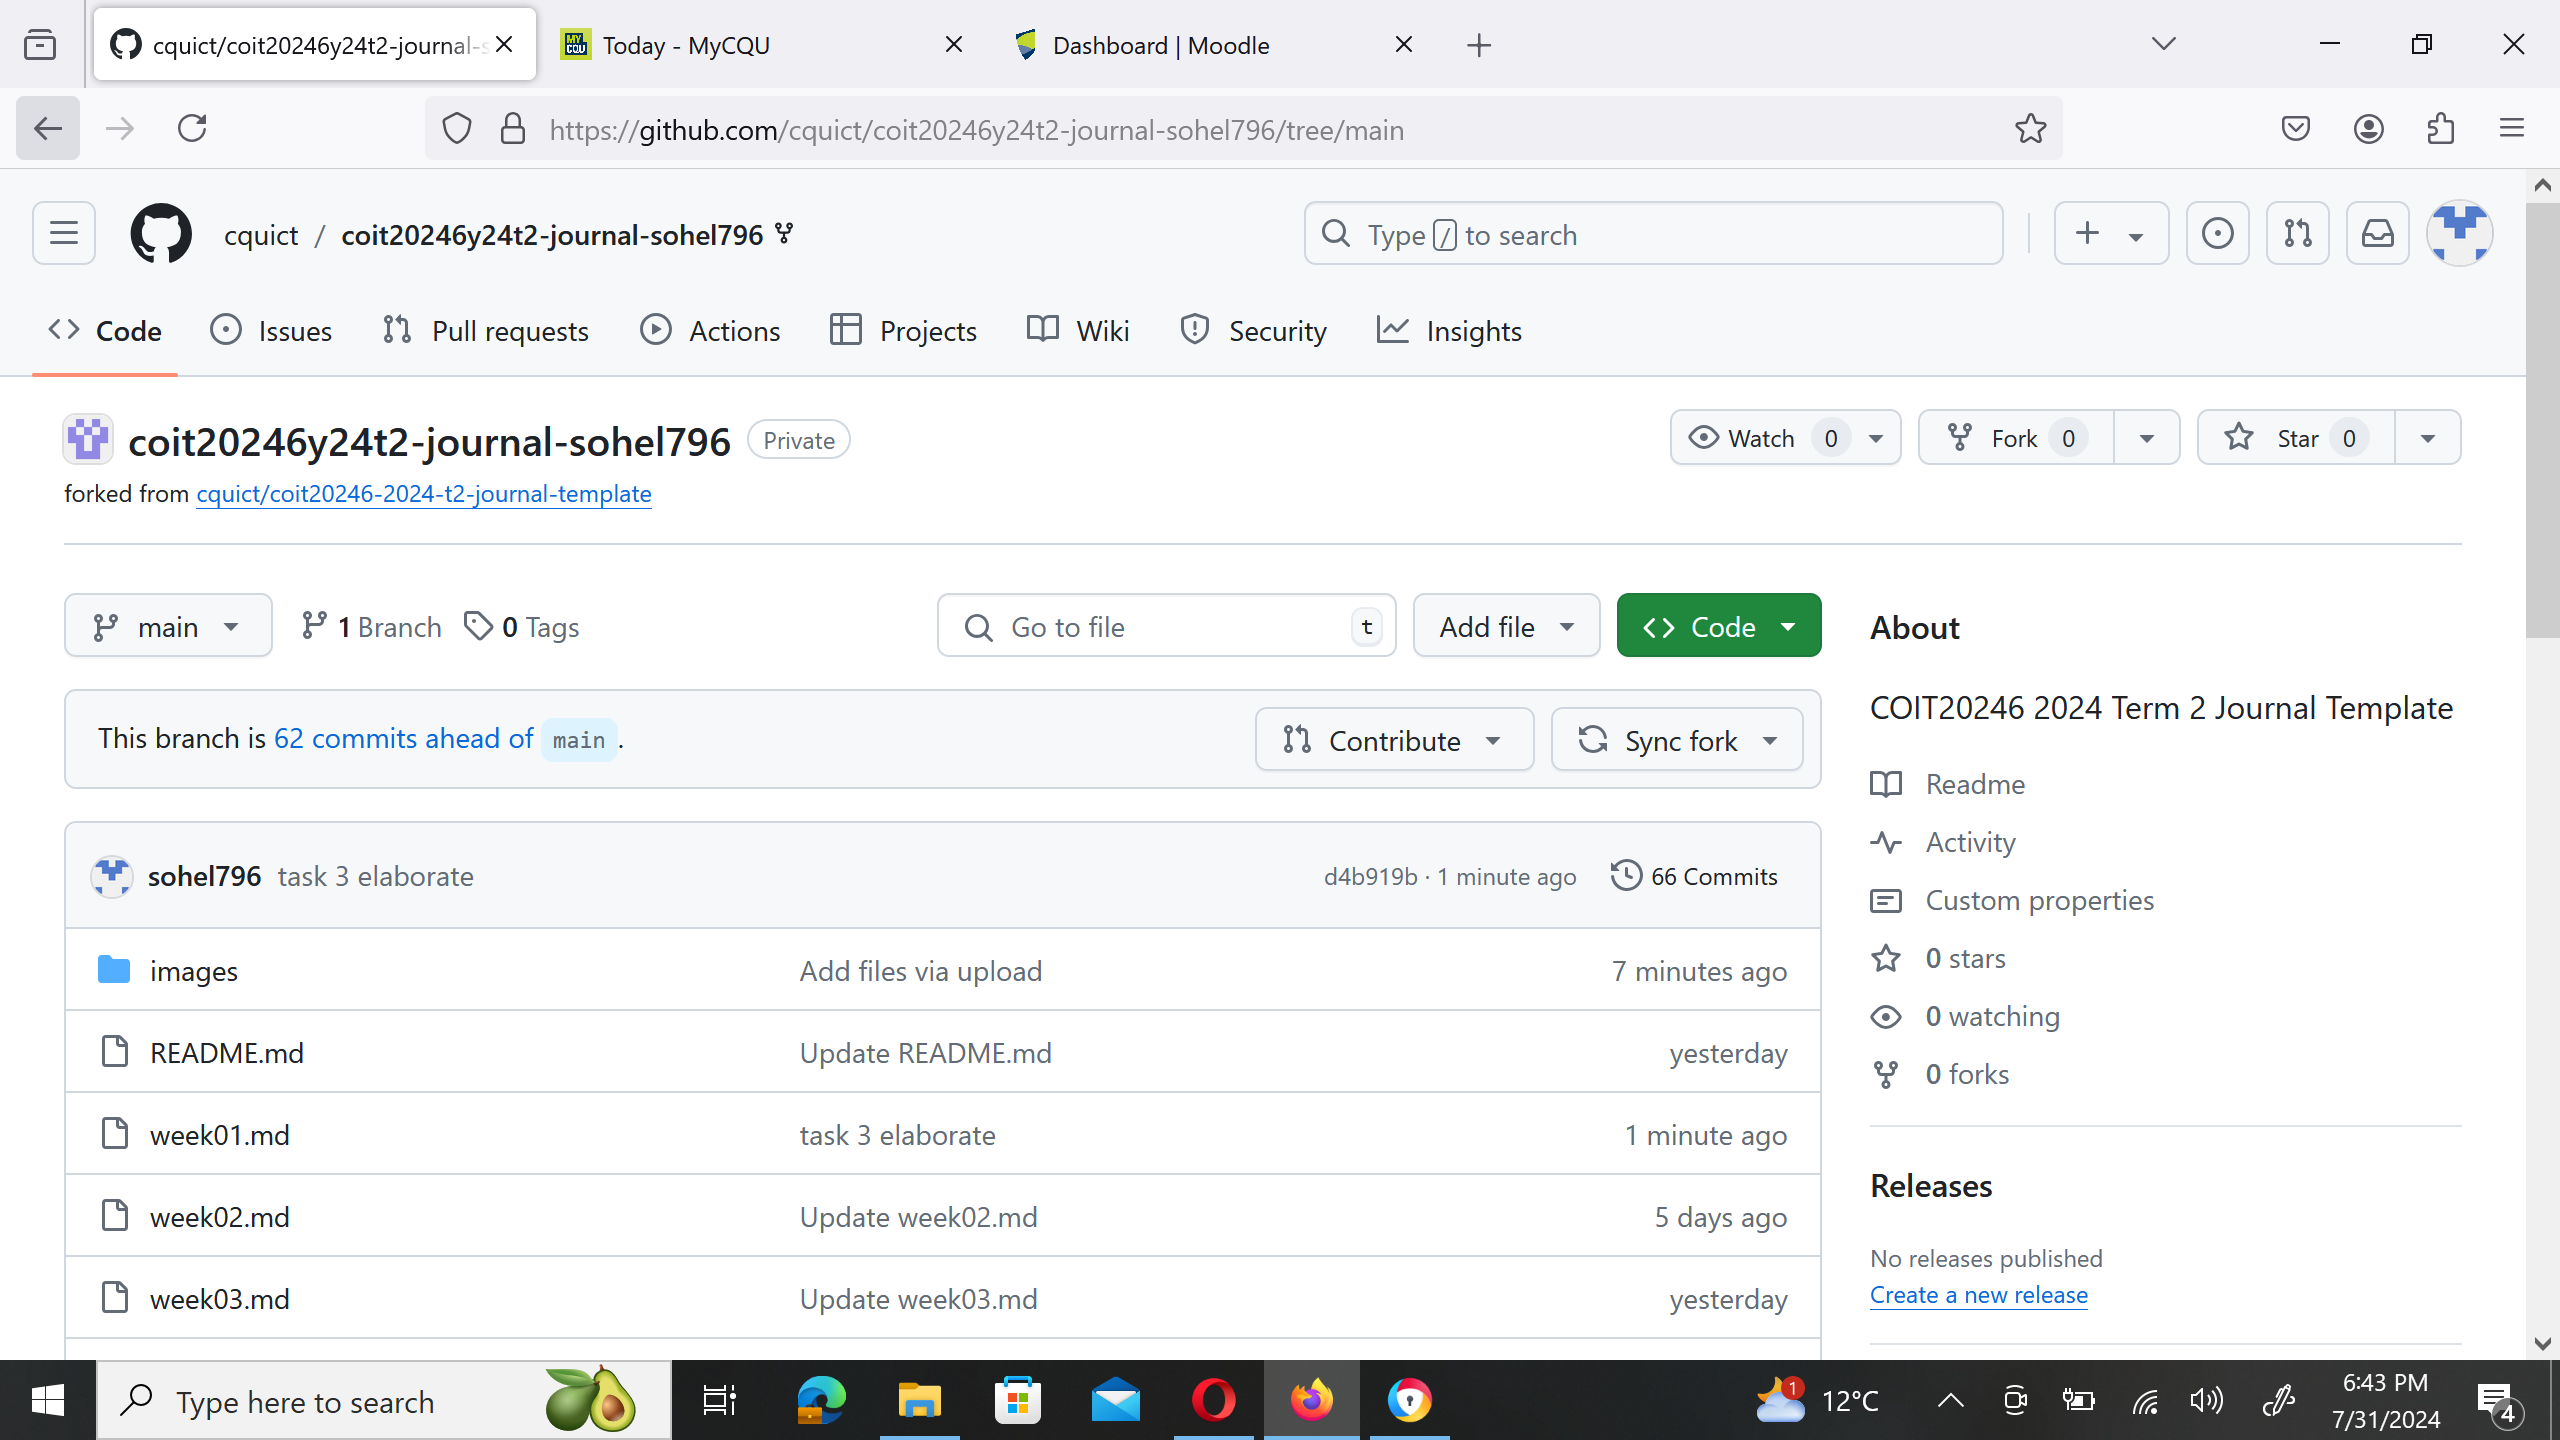 cquict/coit20246y24t2-journal-s
Today - MyCQU
Dashboard | Moodle
https://github.com/cquict/coit20246y24t2-journal-sohel796/tree/main
cquict / coit20246y24t2-journal-sohel796
Type / to search
Code
Issues
Pull requests
Actions
Projects
Wiki
Security
Insights
coit20246y24t2-journal-sohel796
Private
Watch 0
Fork 0
Star 0
forked from cquict/coit20246-2024-t2-journal-template
main
1 Branch
0 Tags
Go to file
t
Add file
Code
About
COIT20246 2024 Term 2 Journal Template
This branch is 62 commits ahead of main .
Contribute
Sync fork
Readme
Activity
Custom properties
0 stars
0 watching
0 forks
sohel796 task 3 elaborate
d4b919b · 1 minute ago
66 Commits
images Add files via upload 7 minutes ago
README.md Update README.md yesterday
week01.md task 3 elaborate 1 minute ago
week02.md Update week02.md 5 days ago
week03.md Update week03.md yesterday
Releases
No releases published
Create a new release
Type here to search
1
12°C
6:43 PM
7/31/2024
4
MY
CQU